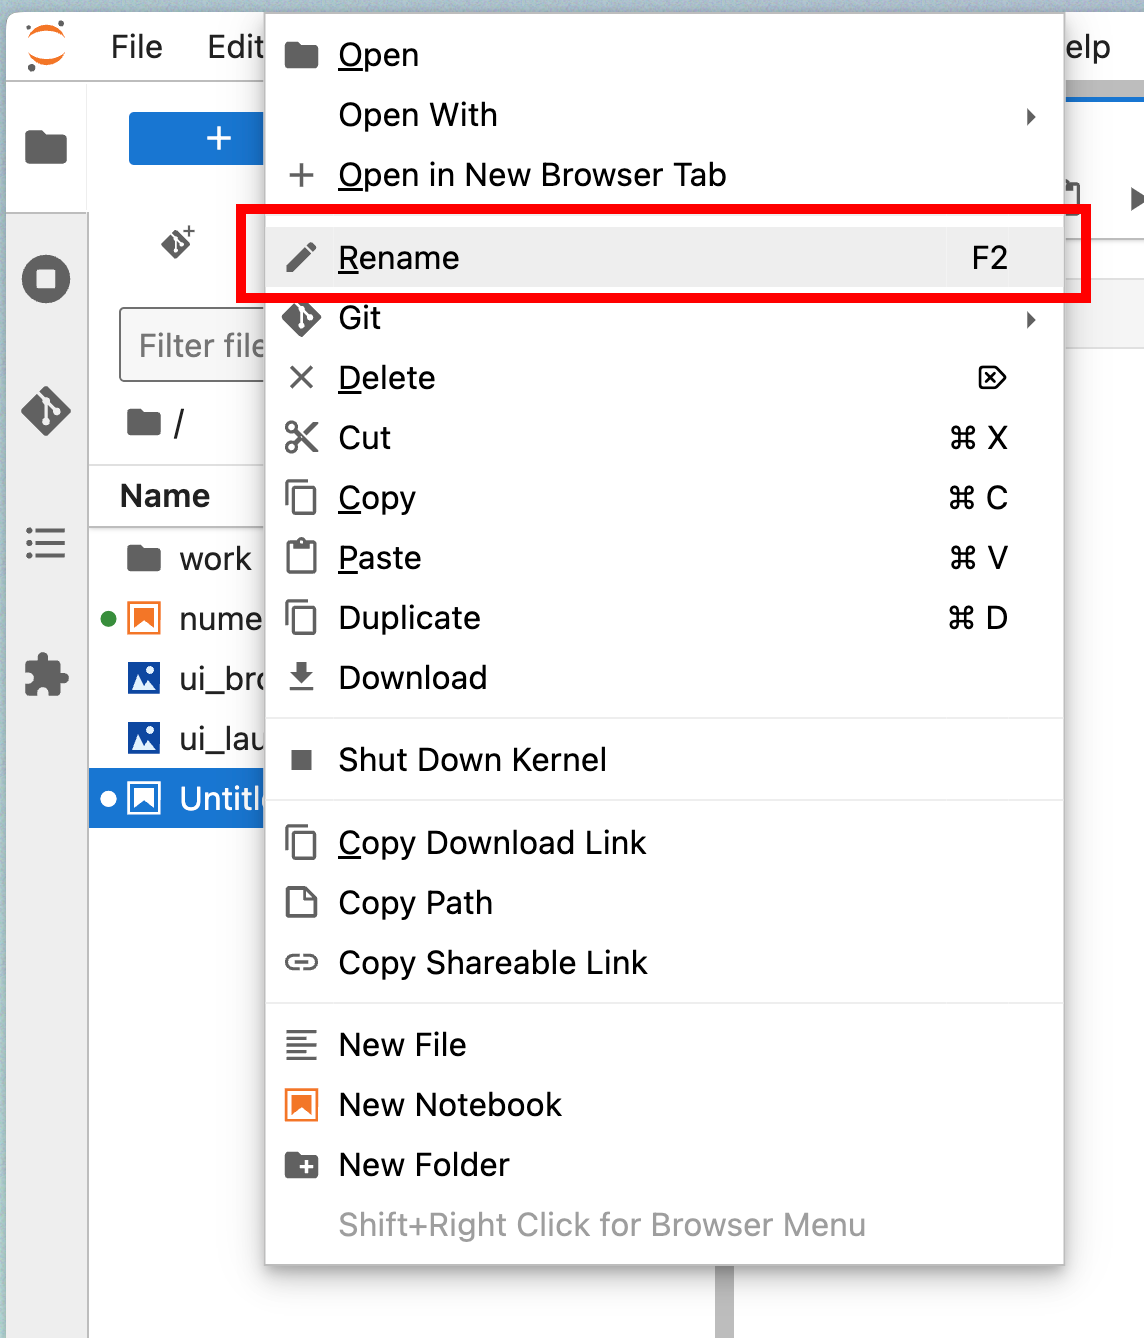 File Edit elp
Open
Open With
+ Open in New Browser Tab
Rename F2
Git
Filter file
Delete
/
Cut ⌘ X
Name
Copy ⌘ C
work
Paste ⌘ V
nume
Duplicate ⌘ D
ui_bro
Download
ui_lau
Shut Down Kernel
Untitle
Copy Download Link
Copy Path
Copy Shareable Link
New File
New Notebook
New Folder
Shift+Right Click for Browser Menu